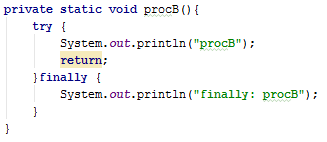 private static void procB(){
try {
System.out.println("procB");
return;
}finally {
System.out.println("finally: procB");
}
}